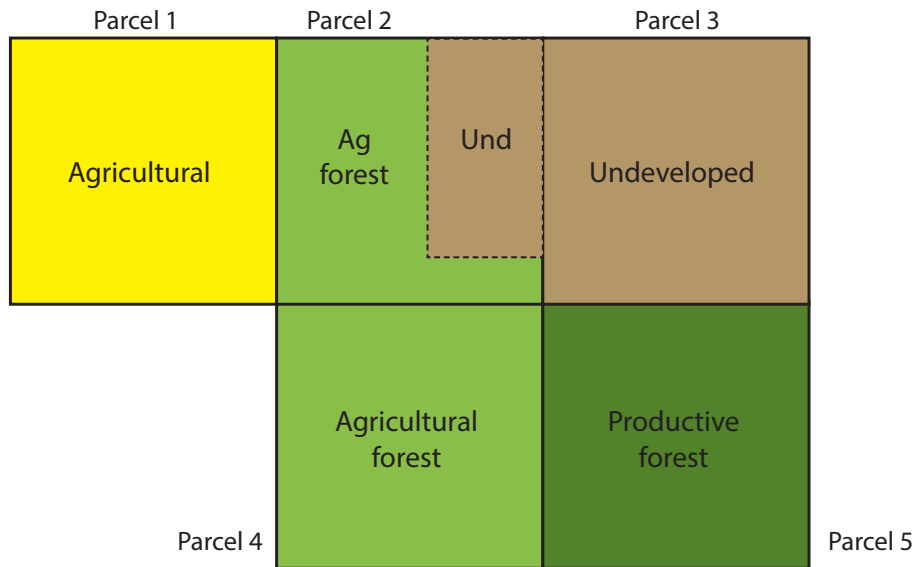 Parcel 1
Parcel 2
Parcel 3
Agricultural
Ag
forest
Und
Undeveloped
Agricultural
forest
Productive
forest
Parcel 4
Parcel 5